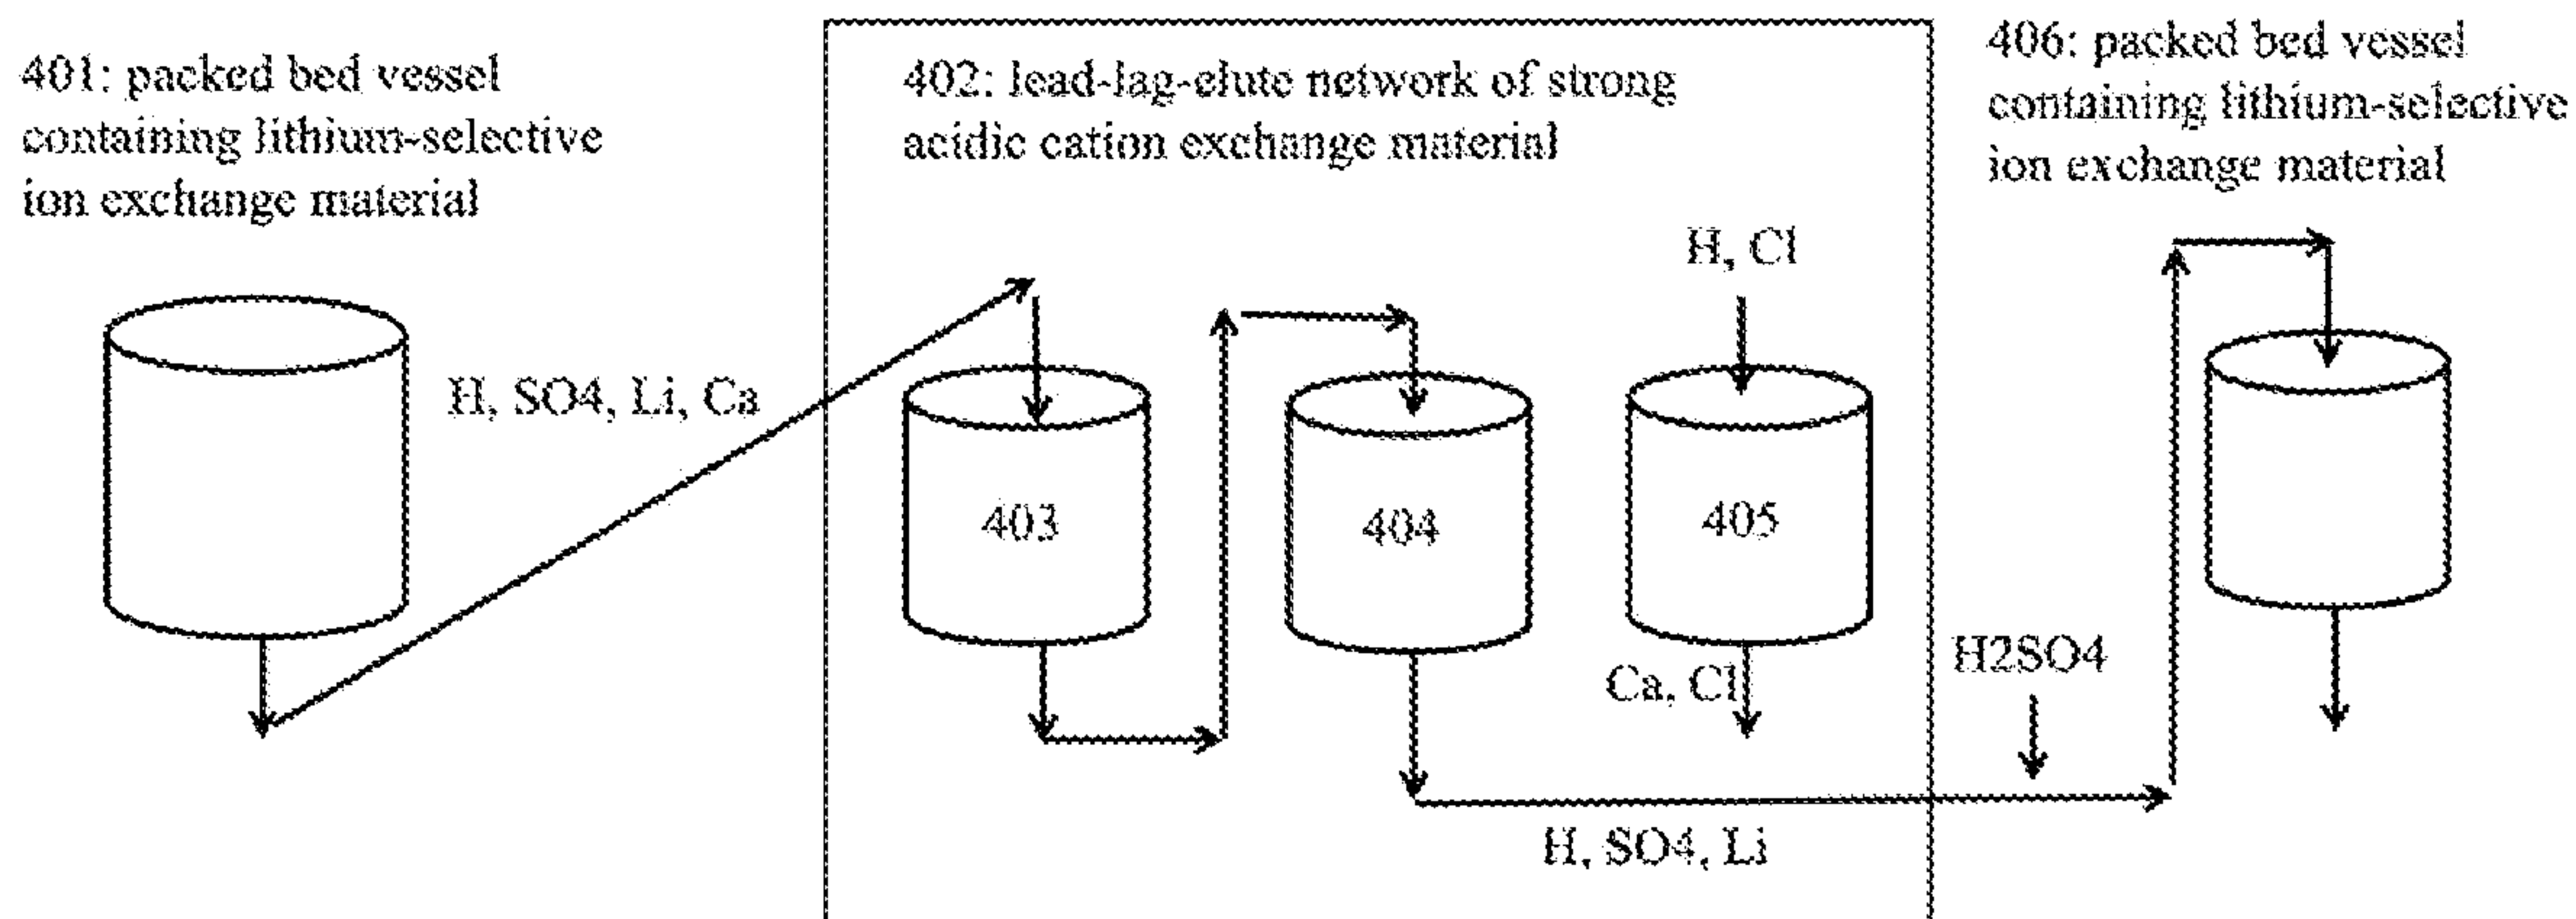 401: packed bed vessel
containing lithium-selective
ion exchange material
402: lead-lag-elute network of strong
acidic cation exchange material
406: packed bed vessel
containing lithium-selective
ion exchange material
H, Cl
H, SO4, Li, Ca
403
404
405
Ca, Cl
H2SO4
H, SO4, Li